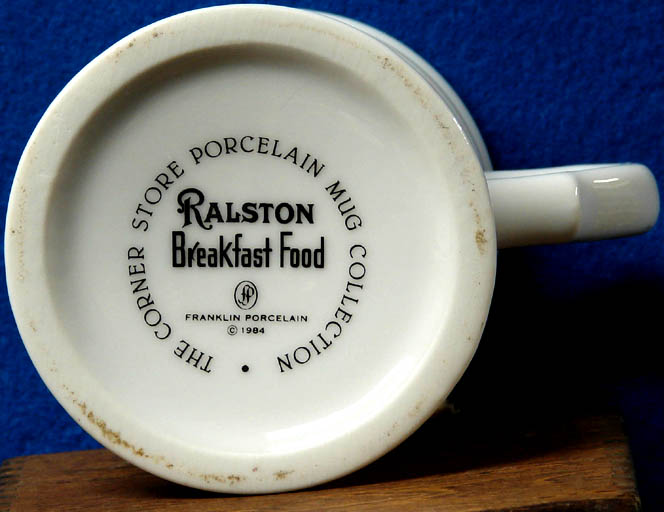 THE CORNER STORE PORCELAIN MUG COLLECTION
RALSTON
Breakfast Food
FP
FRANKLIN PORCELAIN
© 1984